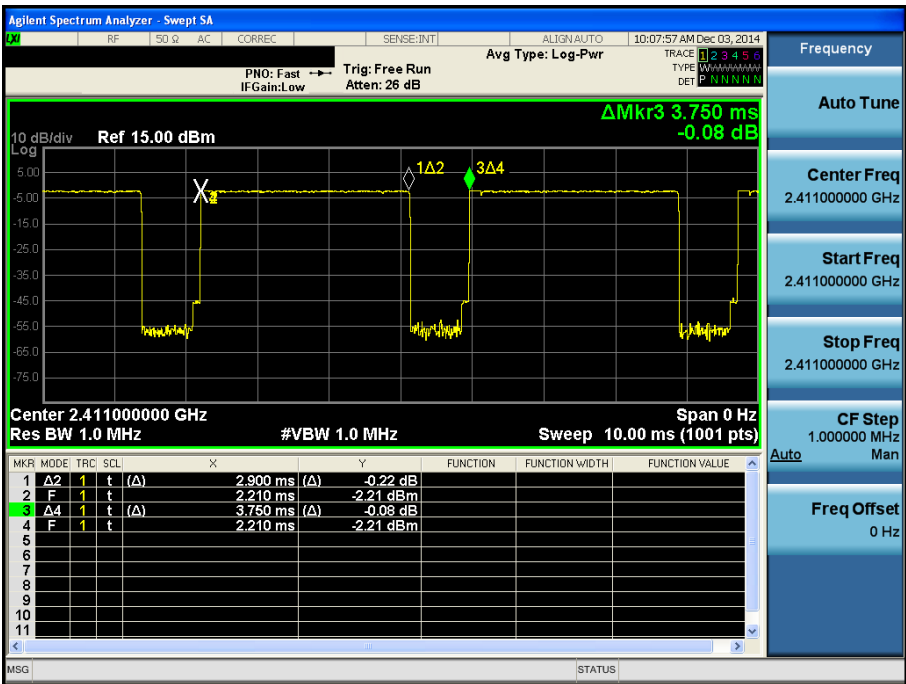 Agilent Spectrum Analyzer - Swept SA
LXI RF 50 Ω AC CORREC SENSE:INT ALIGN AUTO 10:07:57 AM Dec 03, 2014
Frequency
Avg Type: Log-Pwr TRACE 1 2 3 4 5 6
PNO: Fast Trig: Free Run TYPE WWWWWW
IFGain:Low Atten: 26 dB DET P N N N N N
Auto Tune
ΔMkr3 3.750 ms
10 dB/div Ref 15.00 dBm -0.08 dB
Log
5.00
1Δ2 3Δ4
-5.00
-15.0
-25.0
-35.0
-45.0
-55.0
-65.0
-75.0
Center 2.411000000 GHz Span 0 Hz
Res BW 1.0 MHz #VBW 1.0 MHz Sweep 10.00 ms (1001 pts)
Center Freq
2.411000000 GHz
Start Freq
2.411000000 GHz
Stop Freq
2.411000000 GHz
CF Step
1.000000 MHz
Auto Man
Freq Offset
0 Hz
MKR MODE TRC SCL X Y FUNCTION FUNCTION WIDTH FUNCTION VALUE
1 Δ2 1 t (Δ) 2.900 ms (Δ) -0.22 dB
2 F 1 t 2.210 ms -2.21 dBm
3 Δ4 1 t (Δ) 3.750 ms (Δ) -0.08 dB
4 F 1 t 2.210 ms -2.21 dBm
5
6
7
8
9
10
11
MSG STATUS